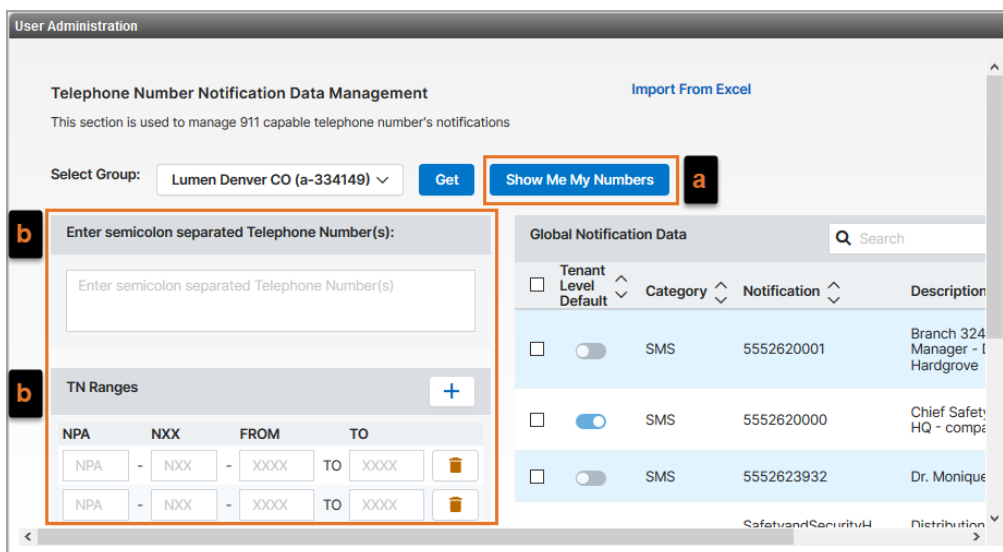 User Administration
Telephone Number Notification Data Management
Import From Excel
This section is used to manage 911 capable telephone number's notifications
Select Group:
Lumen Denver CO (a-334149)
Get
Show Me My Numbers
a
b
Enter semicolon separated Telephone Number(s):
Enter semicolon separated Telephone Number(s)
b
TN Ranges
+
NPA NXX FROM TO
NPA - NXX - XXXX TO XXXX
NPA - NXX - XXXX TO XXXX
Global Notification Data
Search
Tenant
Level
Default
Category
Notification
Description
SMS
5552620001
Branch 324
Manager - D
Hardgrove
SMS
5552620000
Chief Safety
HQ - compa
SMS
5552623932
Dr. Monique
SafetyandSecurityH
Distribution